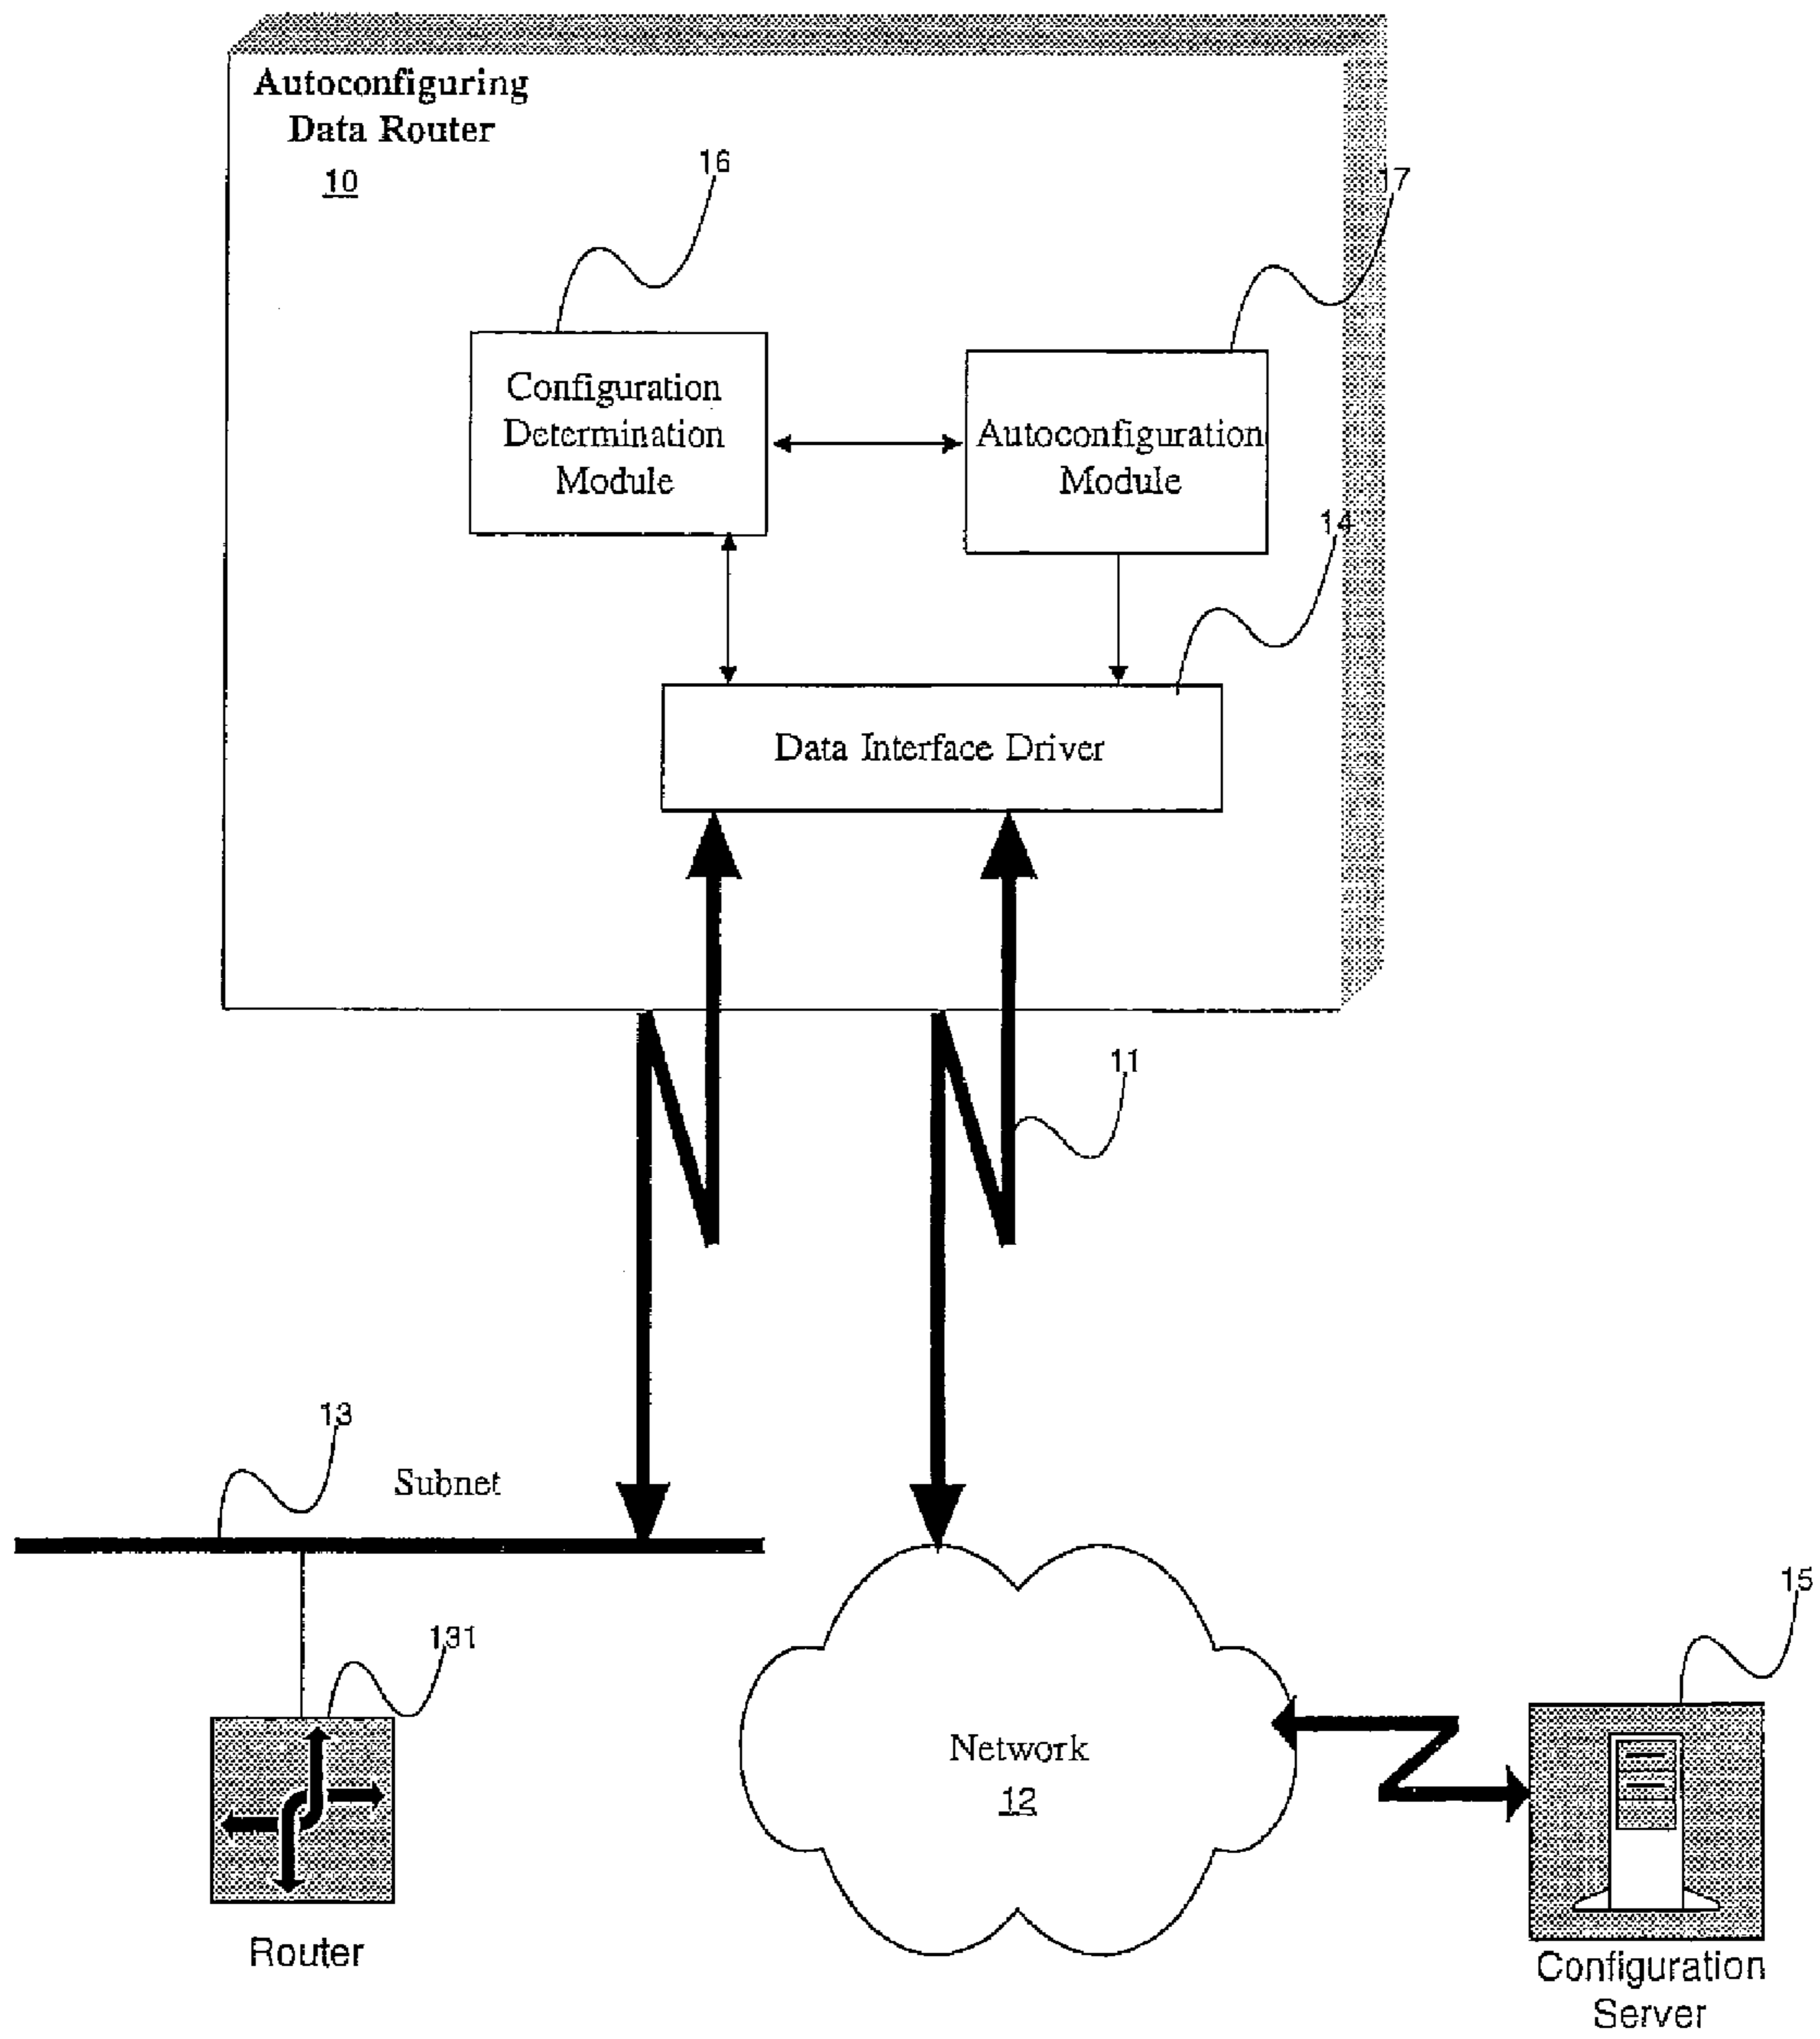 Autoconfiguring
Data Router
10
16
17
Configuration
Determination
Module
Autoconfiguration
Module
14
Data Interface Driver
11
13
Subnet
15
131
Network
12
Router
Configuration
Server